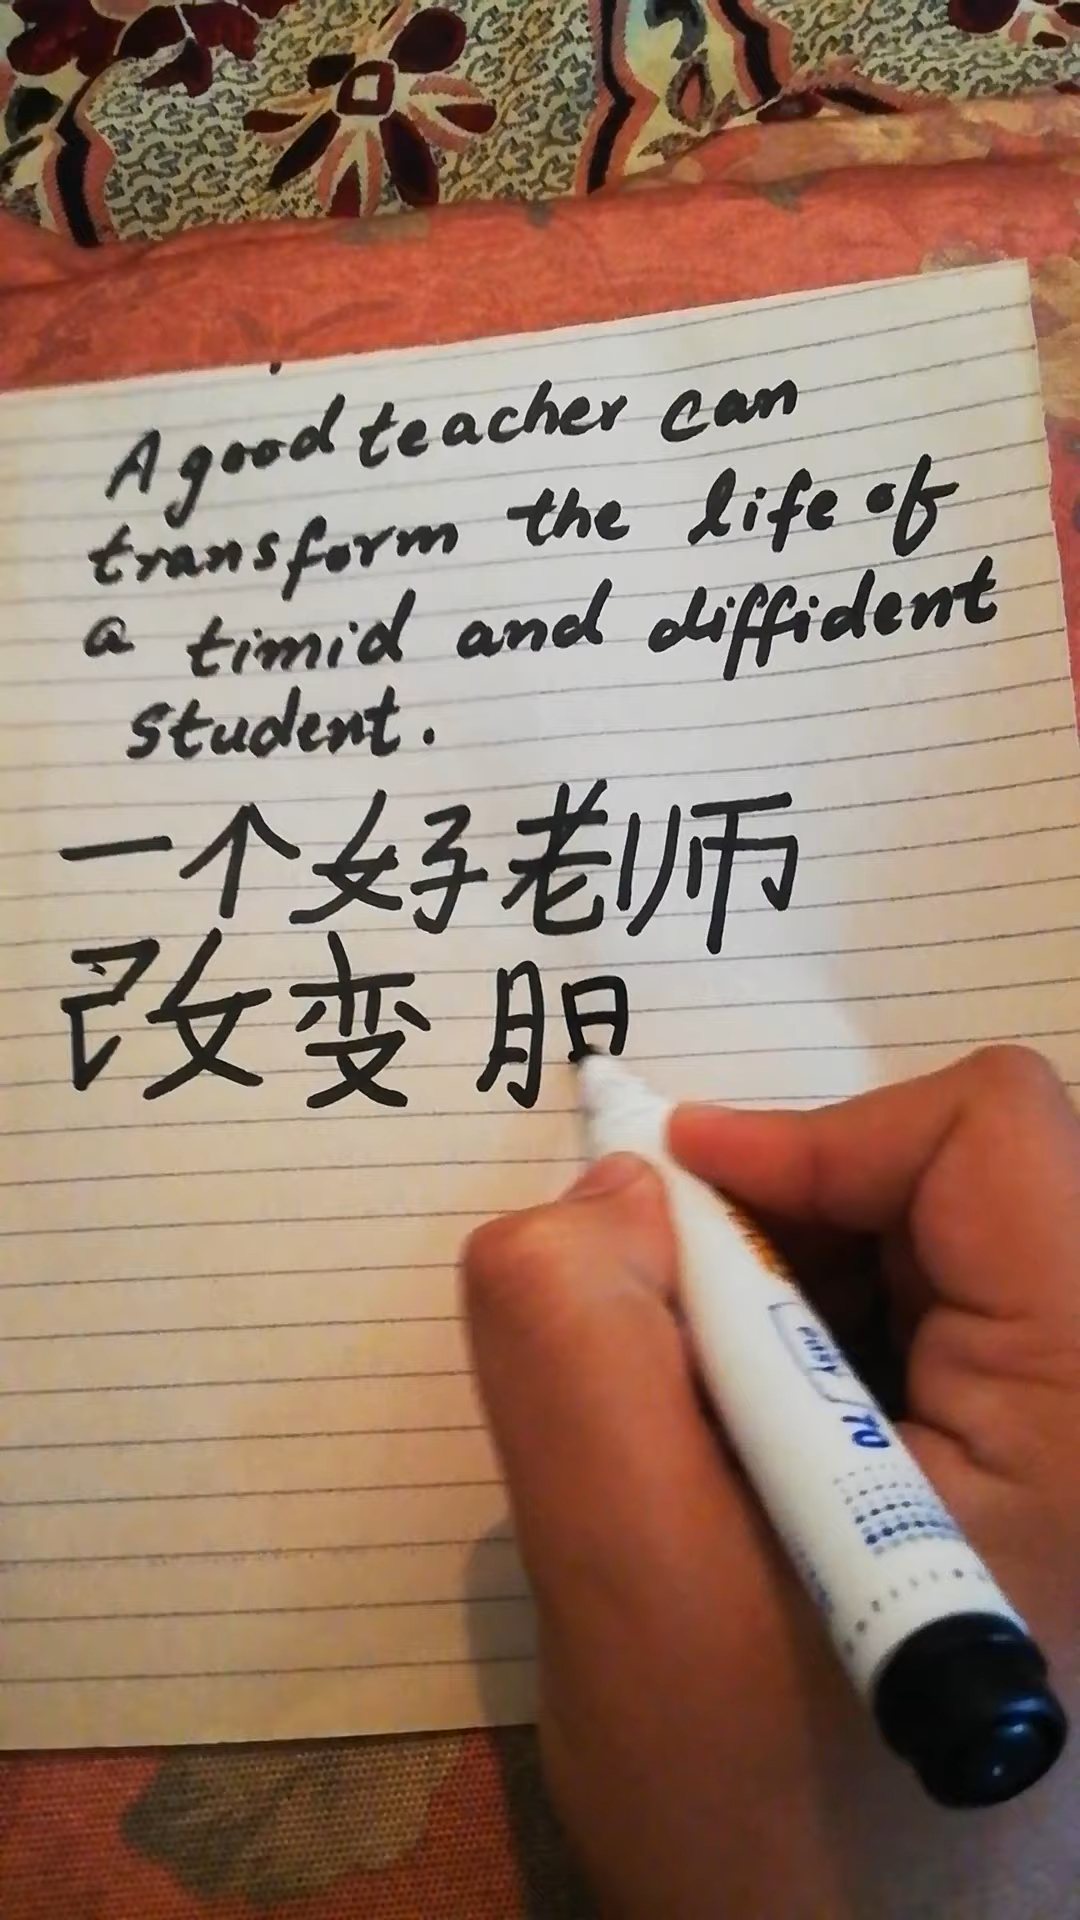 A good teacher can
transform the life of
a timid and diffident
student.
一个好老师
改变 胆